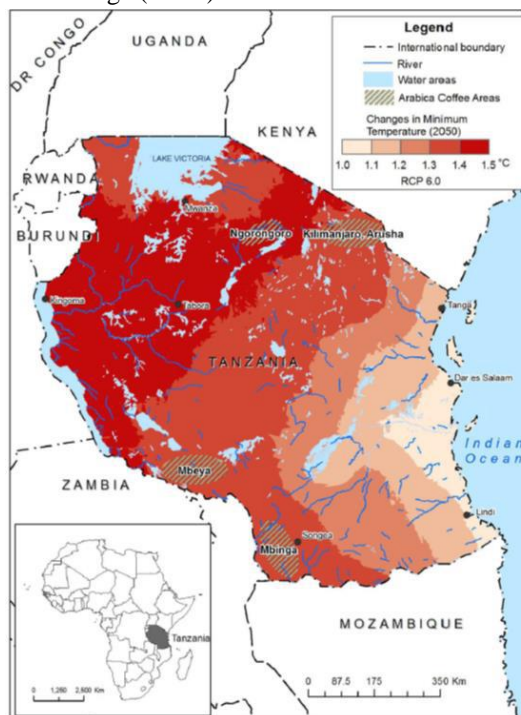 Legend
International boundary
River
Water areas
Arabica Coffee Areas
Changes in Minimum
Temperature (2050)
1.0 1.1 1.2 1.3 1.4 1.5 °C
RCP 6.0
DR CONGO
UGANDA
KENYA
LAKE VICTORIA
RWANDA
Mwanza
BURUNDI
Ngorongoro
Kilimanjaro, Arusha
Kigoma
Tabora
Tanga
TANZANIA
Dar es Salaam
Indian
Ocean
ZAMBIA
Mbeya
Lindi
Mbinga
Songea
MOZAMBIQUE
Tanzania
0 1,250 2,500 Km
0 87.5 175 350 Km